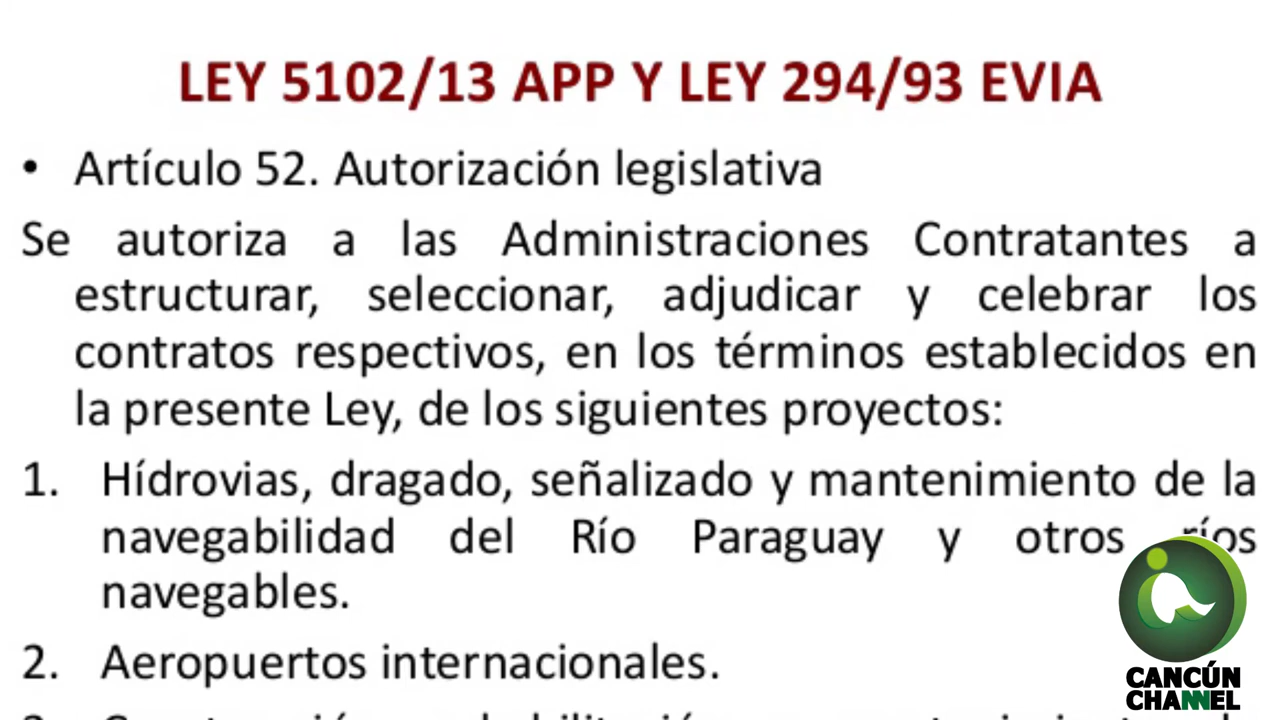 LEY 5102/13 APP Y LEY 294/93 EVIA
• Artículo 52. Autorización legislativa
Se autoriza a las Administraciones Contratantes a
estructurar, seleccionar, adjudicar y celebrar los
contratos respectivos, en los términos establecidos en
la presente Ley, de los siguientes proyectos:
1. Hídrovias, dragado, señalizado y mantenimiento de la
navegabilidad del Río Paraguay y otros ríos
navegables.
2. Aeropuertos internacionales.
CANCÚN
CHANNEL